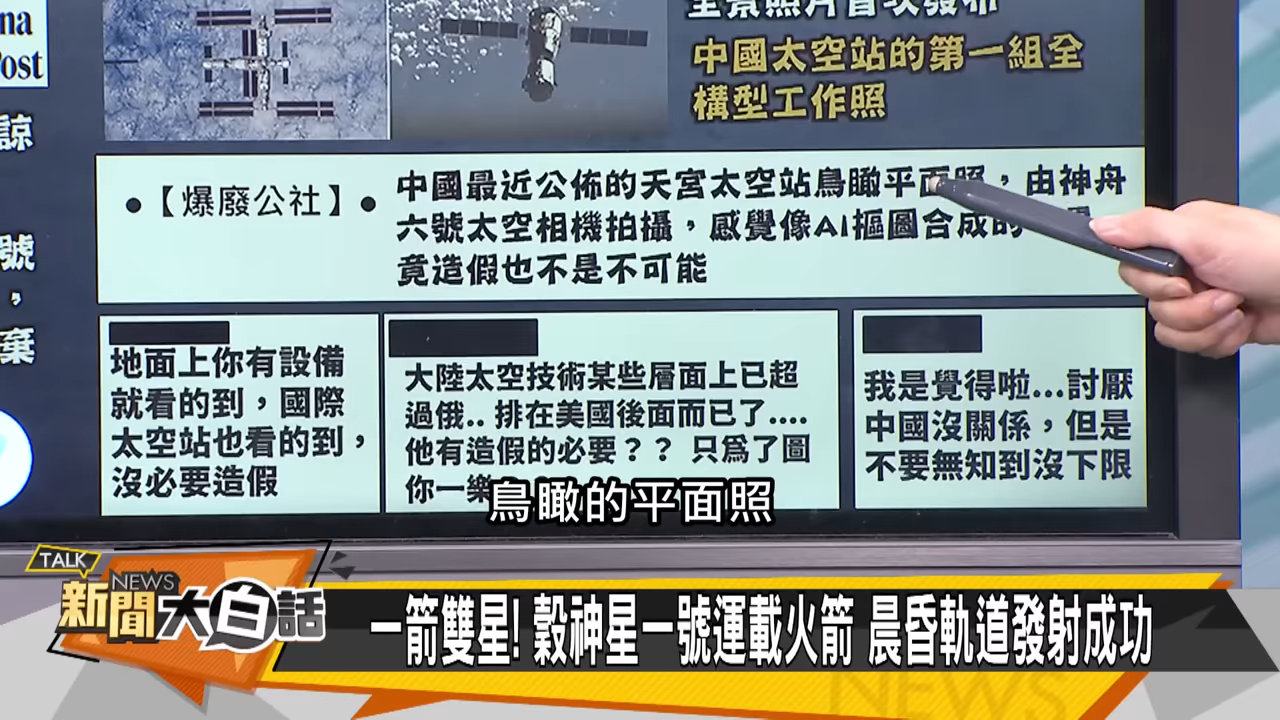 na
Post
全景照片首次發布
中國太空站的第一組全
構型工作照
諒
號
，
棄
●【爆廢公社】●
中國最近公佈的天宮太空站鳥瞰平面照，由神舟
六號太空相機拍攝，感覺像AI摳圖合成的
竟造假也不是不可能
地面上你有設備
就看的到，國際
太空站也看的到，
沒必要造假
大陸太空技術某些層面上已超
過俄..排在美國後面而已了....
他有造假的必要？？ 只為了圖
你一樂
我是覺得啦...討厭
中國沒關係，但是
不要無知到沒下限
鳥瞰的平面照
TALK
NEWS
新聞大白話
一箭雙星! 穀神星一號運載火箭 晨昏軌道發射成功
NEWS